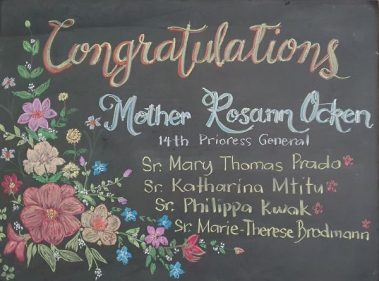 Congratulations
Mother Rosann Ocken
14th Prioress General
Sr. Mary Thomas Prado
Sr. Katharina Mtitu
Sr. Philippa Kwak
Sr. Marie-Therese Brodmann